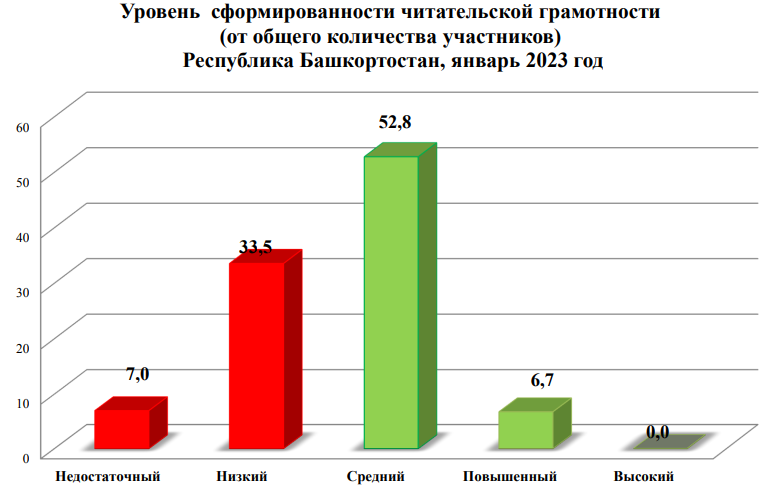 Уровень сформированности читательской грамотности
(от общего количества участников)
Республика Башкортостан, январь 2023 год
60
50
40
30
20
10
0
7,0
33,5
52,8
6,7
0,0
Недостаточный
Низкий
Средний
Повышенный
Высокий